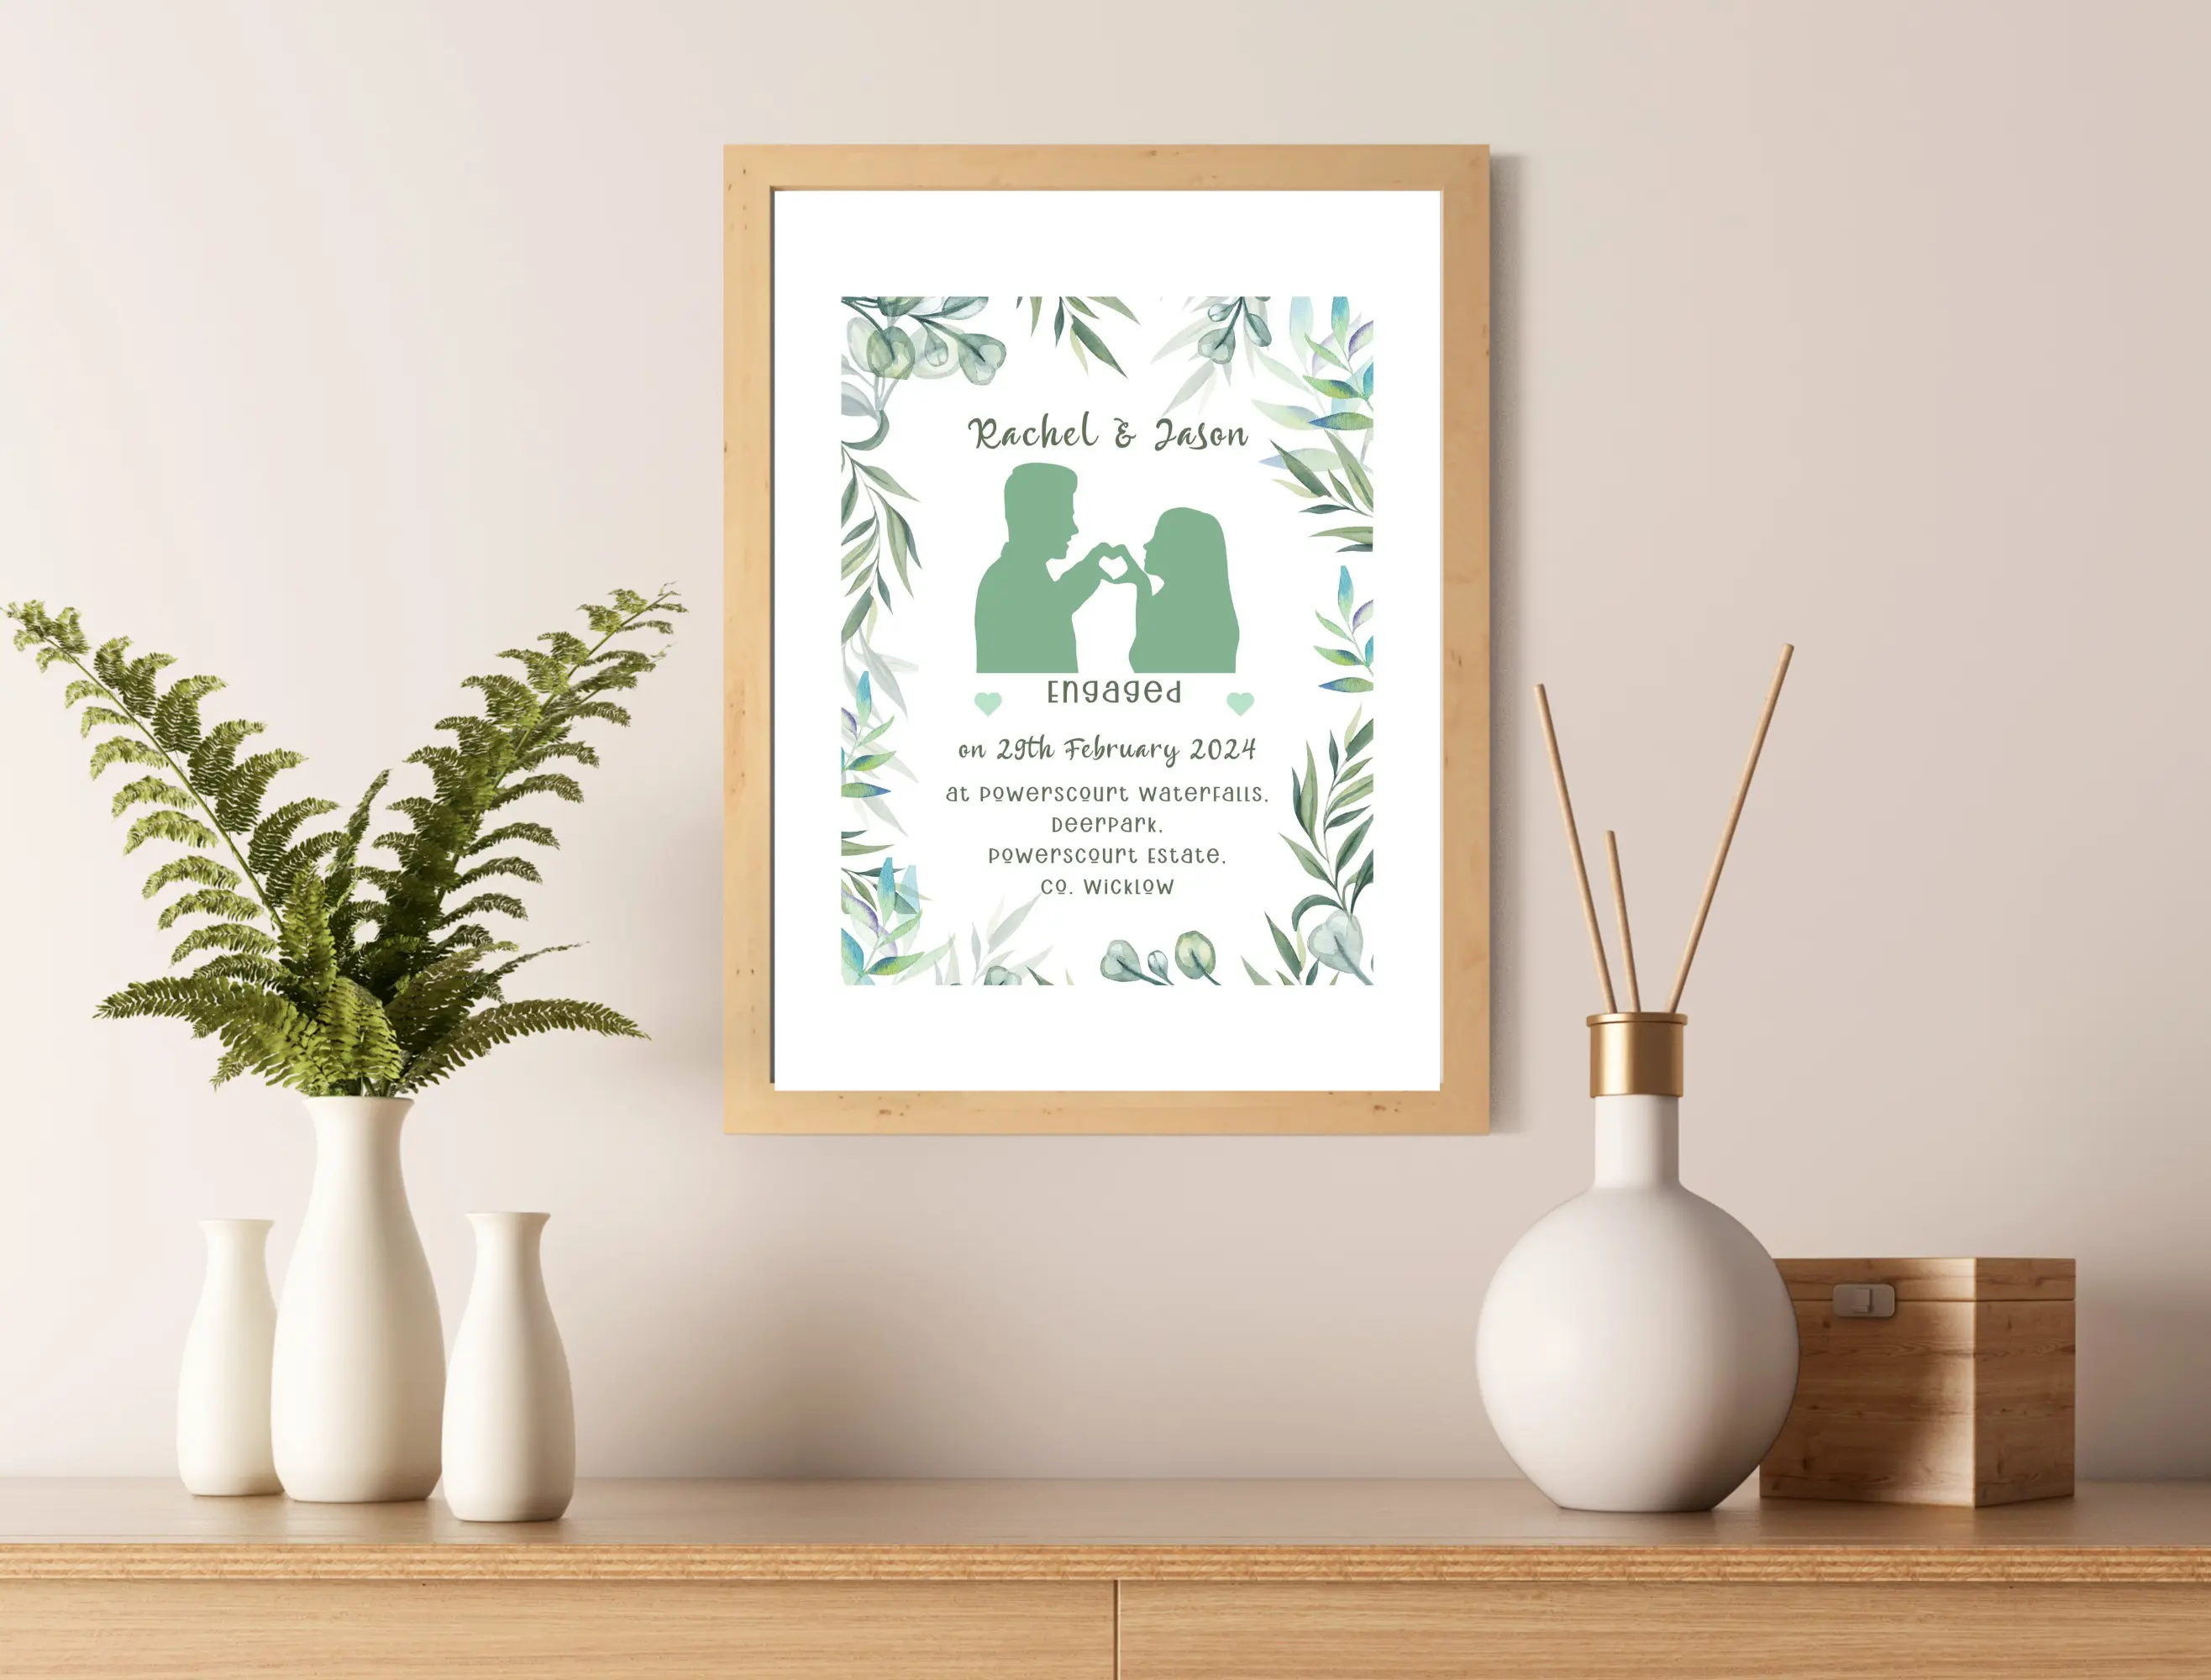 Rachel & Jason
Engaged
on 29th February 2024
at Powerscourt Waterfalls,
Deerpark,
Powerscourt Estate,
Co. Wicklow